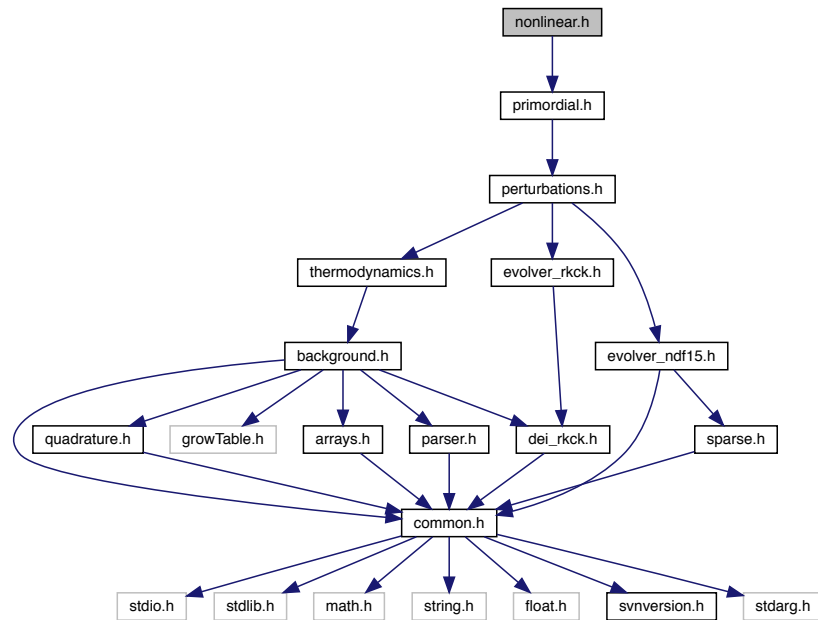 nonlinear.h
primordial.h
perturbations.h
thermodynamics.h
evolver_rkck.h
background.h
evolver_ndf15.h
quadrature.h
growTable.h
arrays.h
parser.h
dei_rkck.h
sparse.h
common.h
stdio.h
stdlib.h
math.h
string.h
float.h
svnversion.h
stdarg.h